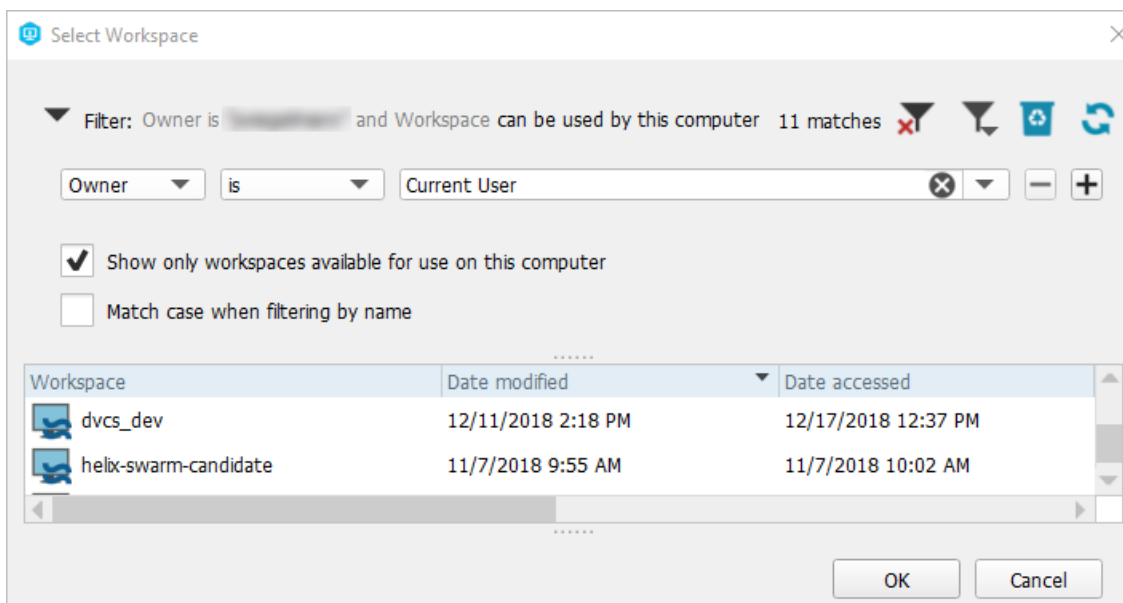 Select Workspace
Filter: Owner is and Workspace can be used by this computer 11 matches
Owner is Current User
Show only workspaces available for use on this computer
Match case when filtering by name
Workspace Date modified Date accessed
dvcs_dev 12/11/2018 2:18 PM 12/17/2018 12:37 PM
helix-swarm-candidate 11/7/2018 9:55 AM 11/7/2018 10:02 AM
OK Cancel